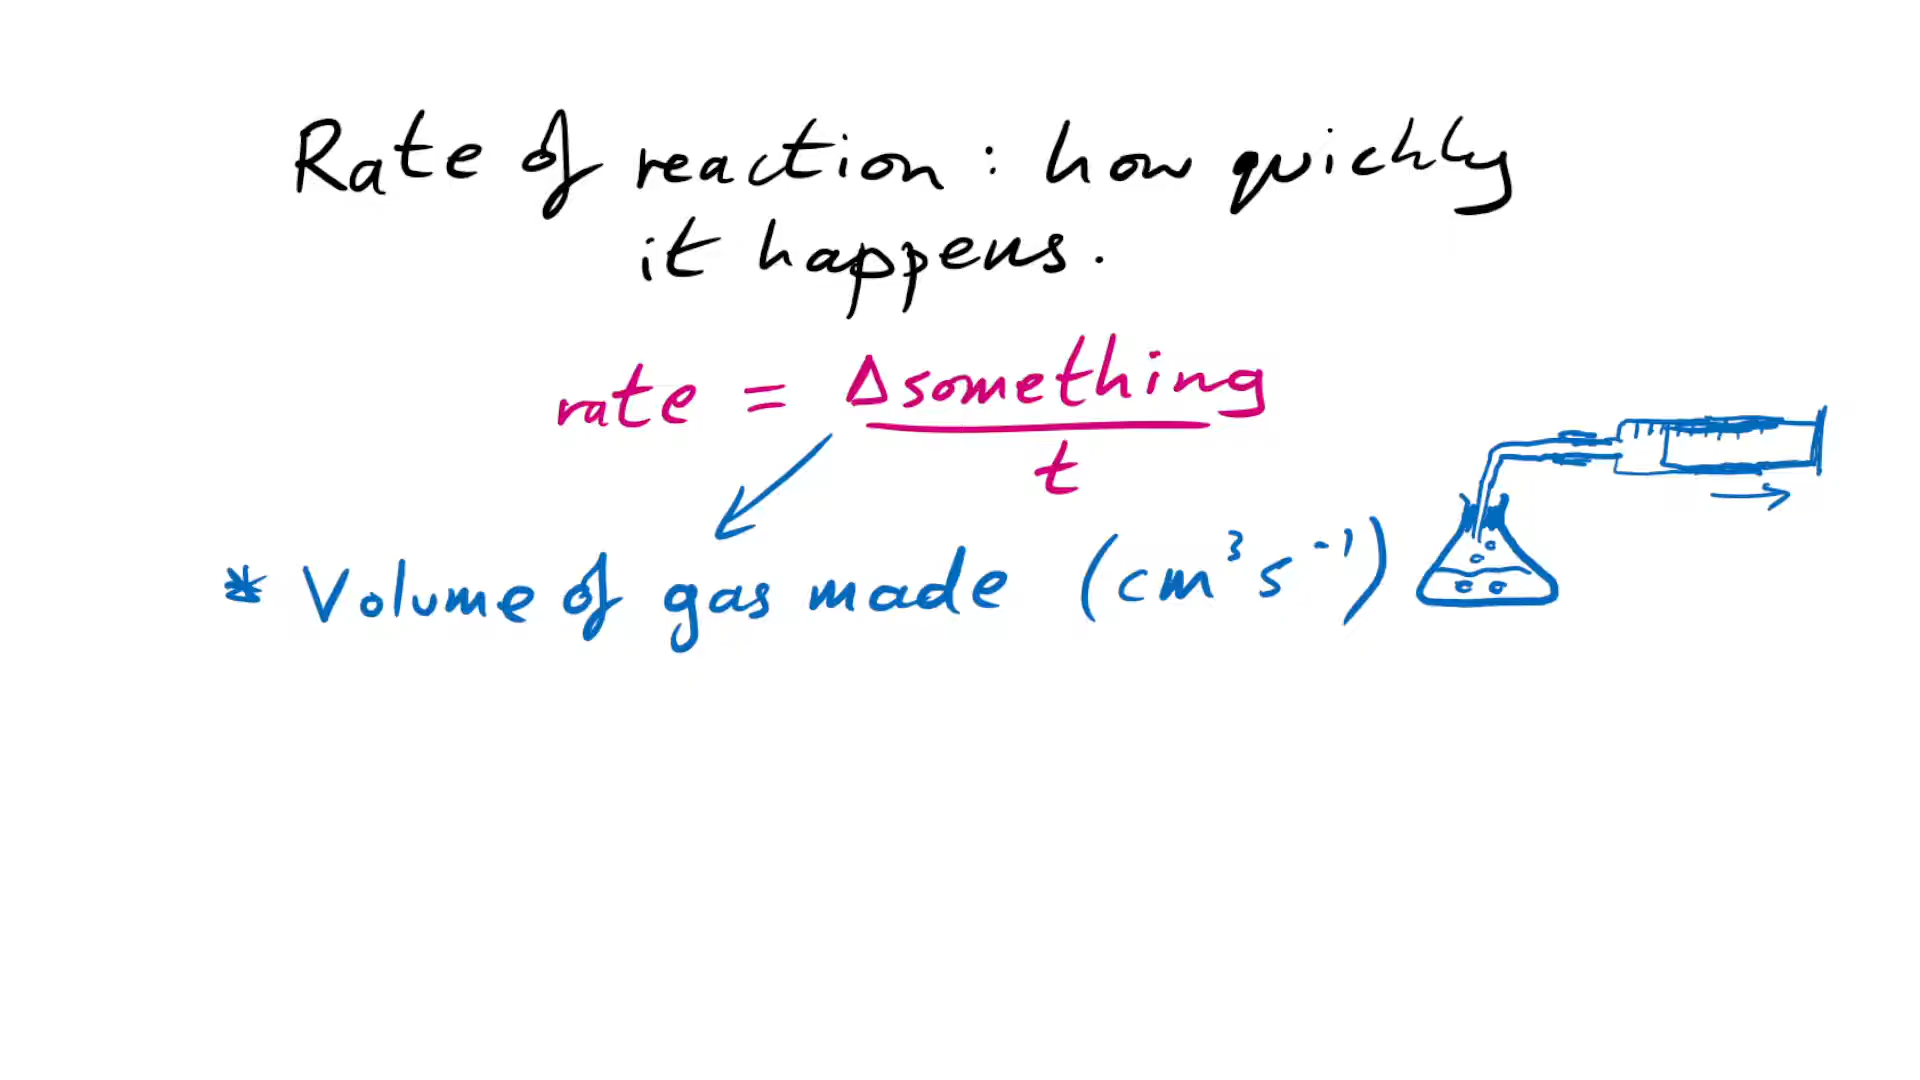 Rate of reaction: how quickly
it happens.
rate = Δsomething
t
* Volume of gas made (cm³s⁻¹)